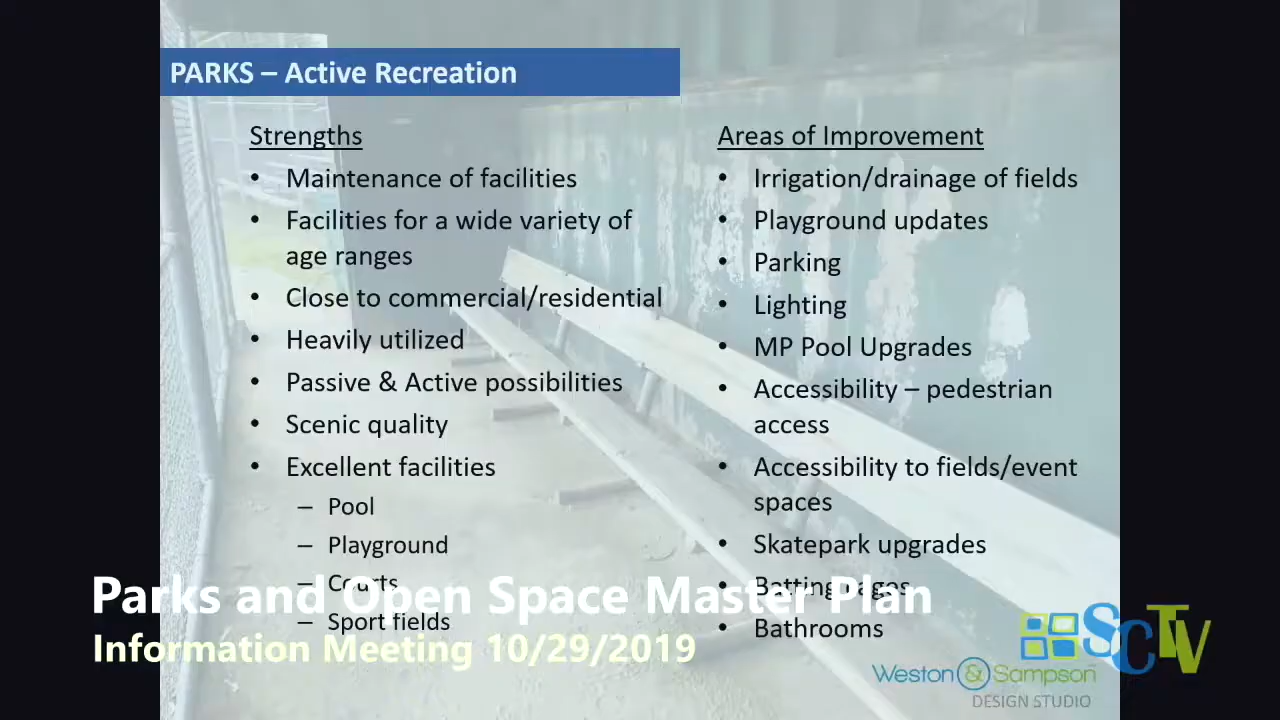 PARKS – Active Recreation
Strengths
• Maintenance of facilities
• Facilities for a wide variety of
age ranges
• Close to commercial/residential
• Heavily utilized
• Passive & Active possibilities
• Scenic quality
• Excellent facilities
– Pool
– Playground
– Courts
– Sport fields
Areas of Improvement
• Irrigation/drainage of fields
• Playground updates
• Parking
• Lighting
• MP Pool Upgrades
• Accessibility – pedestrian
access
• Accessibility to fields/event
spaces
• Skatepark upgrades
• Batting cages
• Bathrooms
Parks and Open Space Master Plan
Information Meeting 10/29/2019
SCTV
Weston & Sampson
DESIGN STUDIO